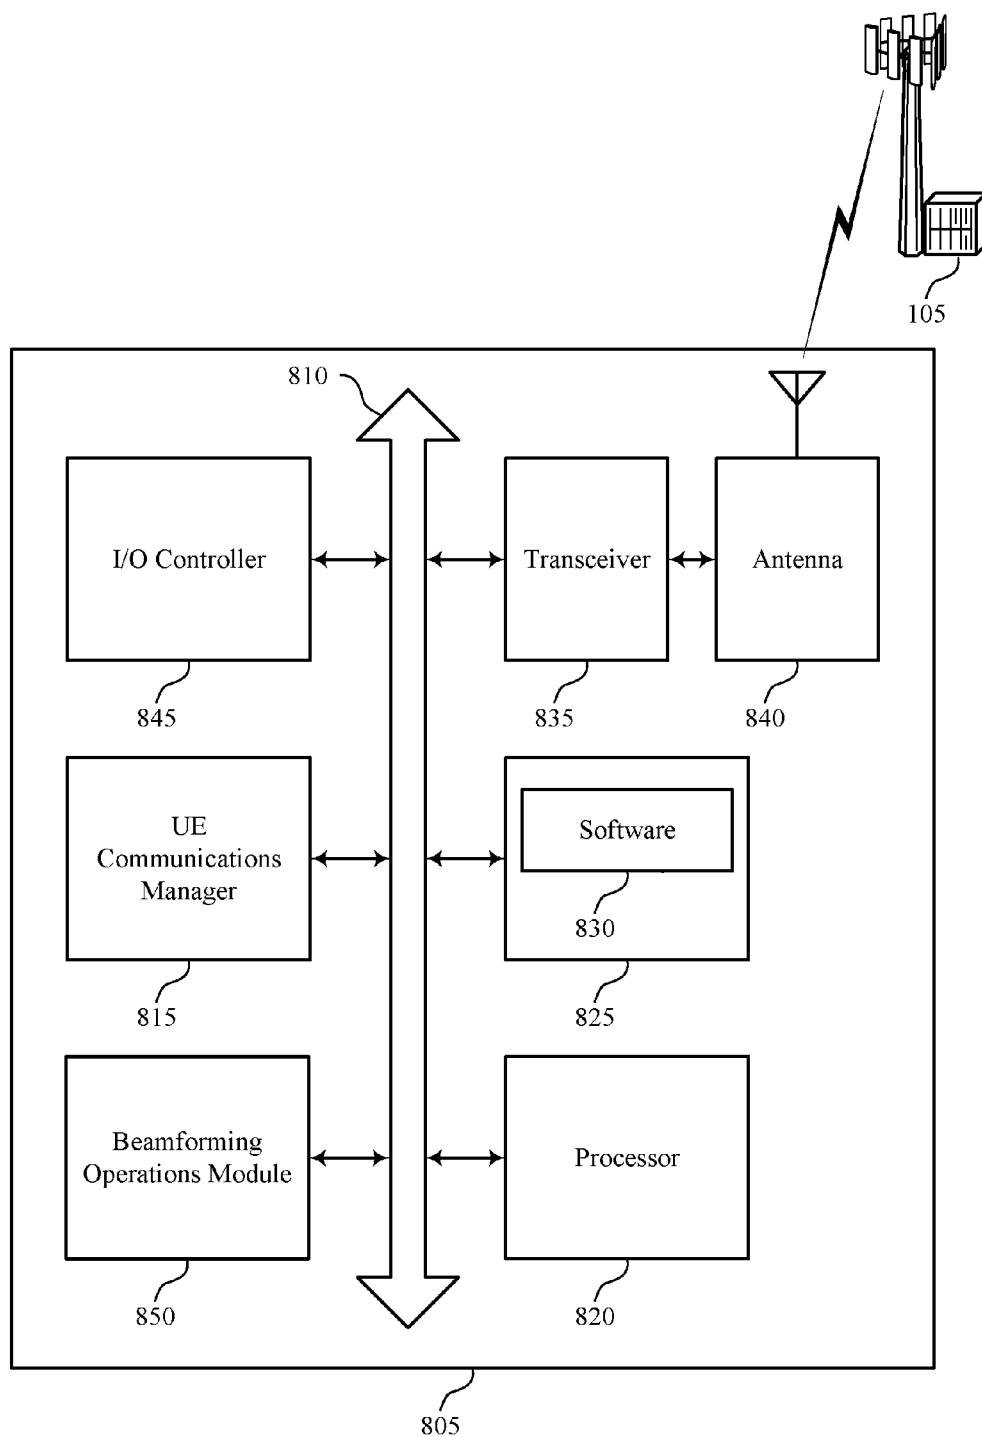 105
810
I/O Controller
Transceiver
Antenna
845
835
840
UE
Communications
Manager
Software
830
815
825
Beamforming
Operations Module
Processor
850
820
805